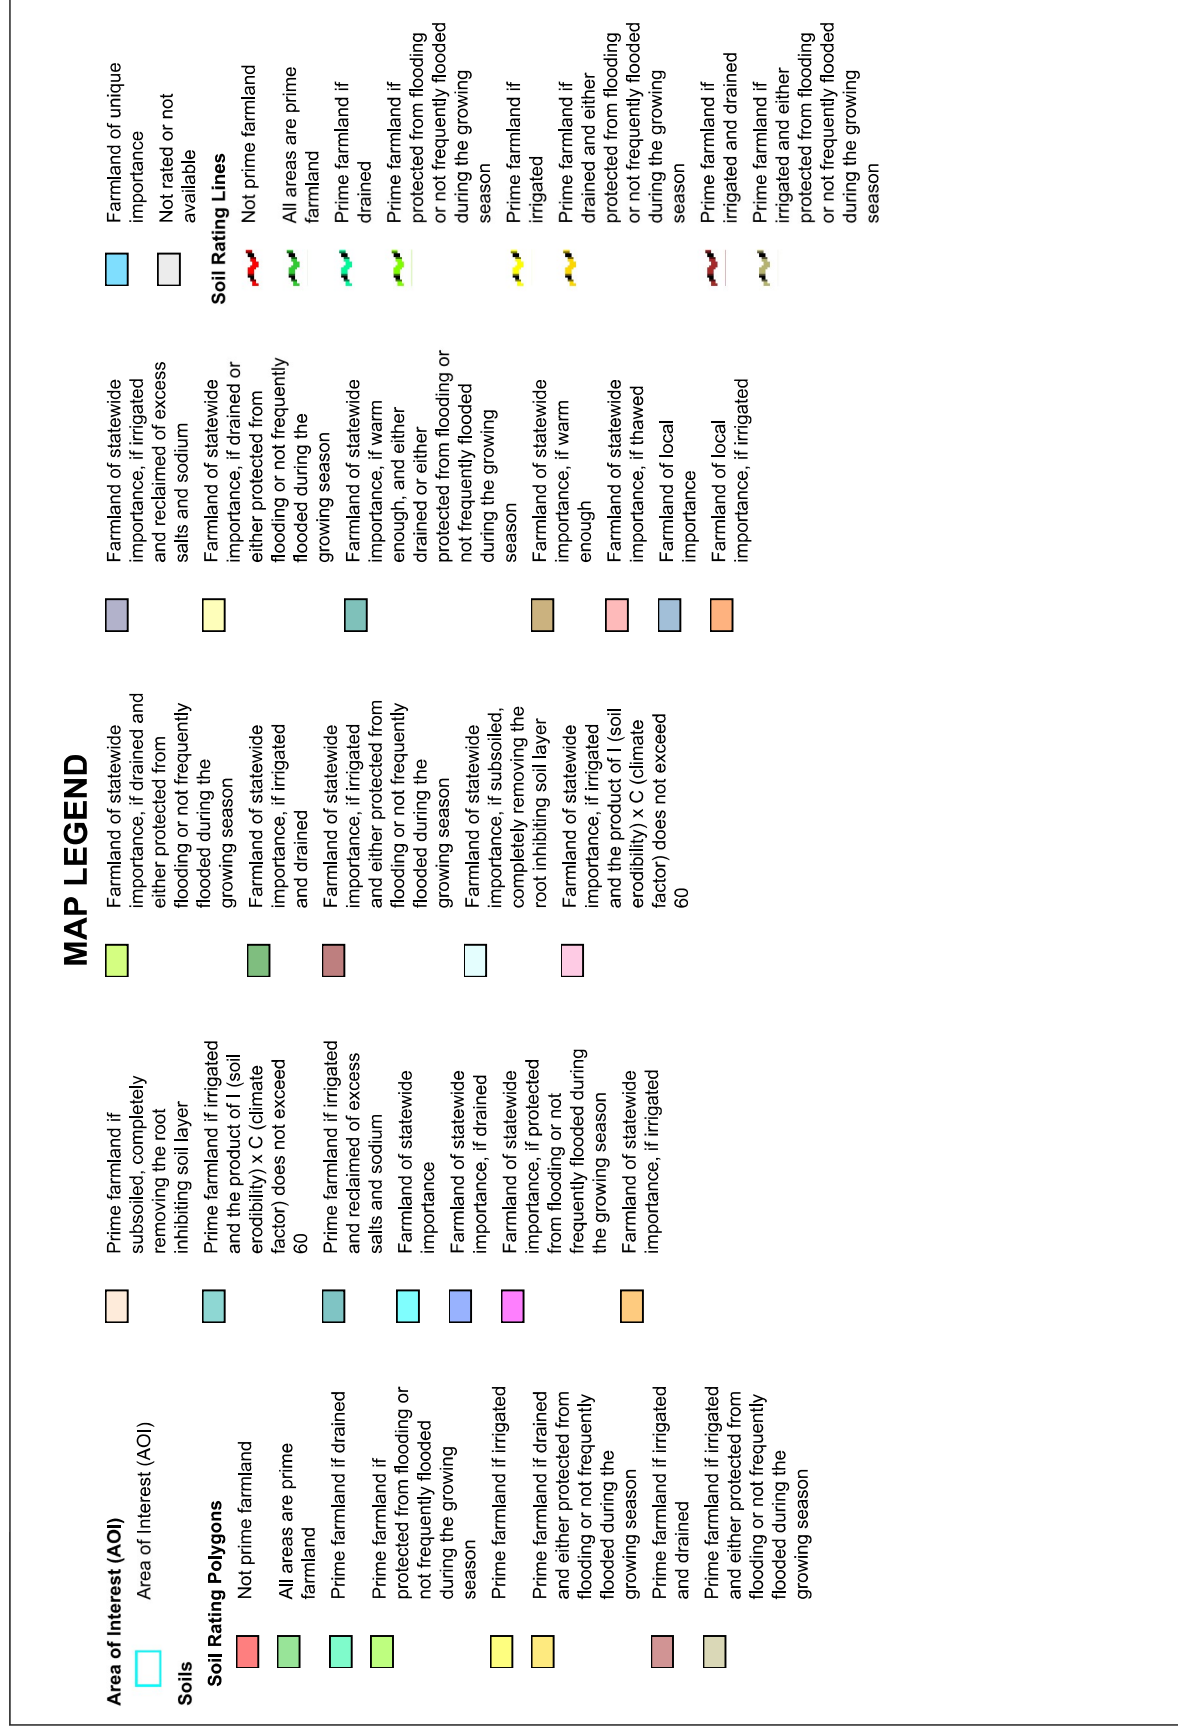 MAP LEGEND
Area of Interest (AOI)
Area of Interest (AOI)
Soils
Soil Rating Polygons
Not prime farmland
All areas are prime
farmland
Prime farmland if drained
Prime farmland if
protected from flooding or
not frequently flooded
during the growing
season
Prime farmland if irrigated
Prime farmland if drained
and either protected from
flooding or not frequently
flooded during the
growing season
Prime farmland if irrigated
and drained
Prime farmland if irrigated
and either protected from
flooding or not frequently
flooded during the
growing season
Prime farmland if
subsoiled, completely
removing the root
inhibiting soil layer
Prime farmland if irrigated
and the product of I (soil
erodibility) x C (climate
factor) does not exceed
60
Prime farmland if irrigated
and reclaimed of excess
salts and sodium
Farmland of statewide
importance
Farmland of statewide
importance, if drained
Farmland of statewide
importance, if protected
from flooding or not
frequently flooded during
the growing season
Farmland of statewide
importance, if irrigated
Farmland of statewide
importance, if drained and
either protected from
flooding or not frequently
flooded during the
growing season
Farmland of statewide
importance, if irrigated
and drained
Farmland of statewide
importance, if irrigated
and either protected from
flooding or not frequently
flooded during the
growing season
Farmland of statewide
importance, if subsoiled,
completely removing the
root inhibiting soil layer
Farmland of statewide
importance, if irrigated
and the product of I (soil
erodibility) x C (climate
factor) does not exceed
60
Farmland of statewide
importance, if irrigated
and reclaimed of excess
salts and sodium
Farmland of statewide
importance, if drained or
either protected from
flooding or not frequently
flooded during the
growing season
Farmland of statewide
importance, if warm
enough, and either
drained or either
protected from flooding or
not frequently flooded
during the growing
season
Farmland of statewide
importance, if warm
enough
Farmland of statewide
importance, if thawed
Farmland of local
importance
Farmland of local
importance, if irrigated
Farmland of unique
importance
Not rated or not
available
Soil Rating Lines
Not prime farmland
All areas are prime
farmland
Prime farmland if
drained
Prime farmland if
protected from flooding
or not frequently flooded
during the growing
season
Prime farmland if
irrigated
Prime farmland if
drained and either
protected from flooding
or not frequently flooded
during the growing
season
Prime farmland if
irrigated and drained
Prime farmland if
irrigated and either
protected from flooding
or not frequently flooded
during the growing
season